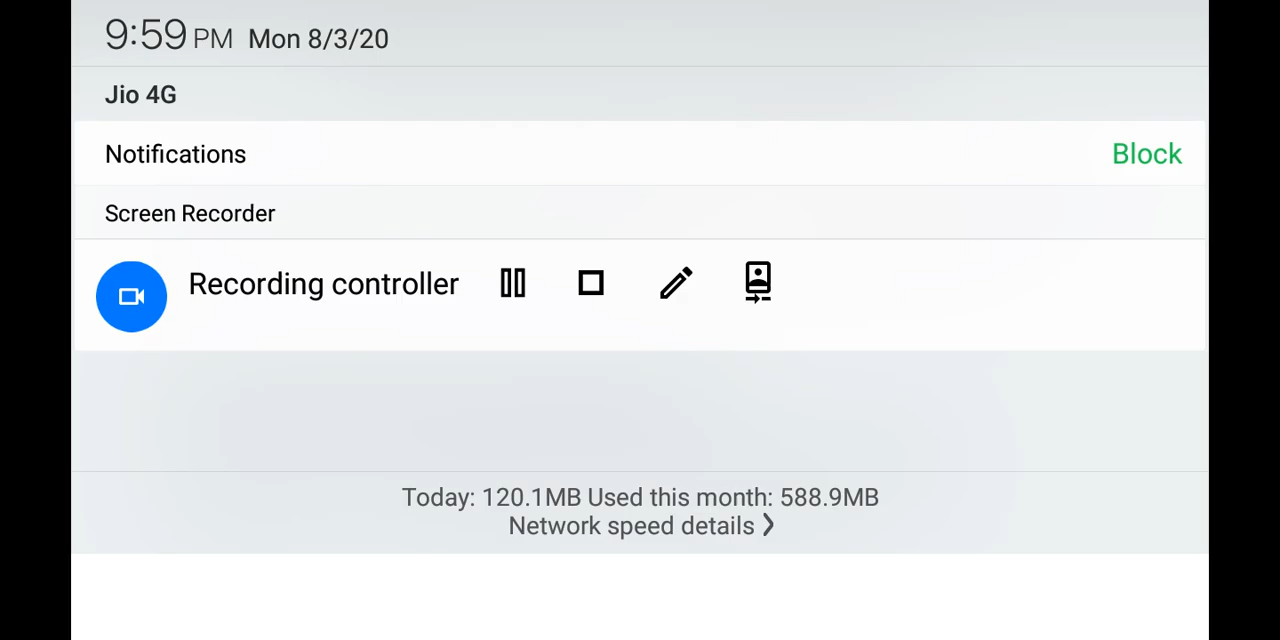 9:59 PM Mon 8/3/20
Jio 4G
Notifications Block
Screen Recorder
Recording controller
Today: 120.1MB Used this month: 588.9MB
Network speed details ❯